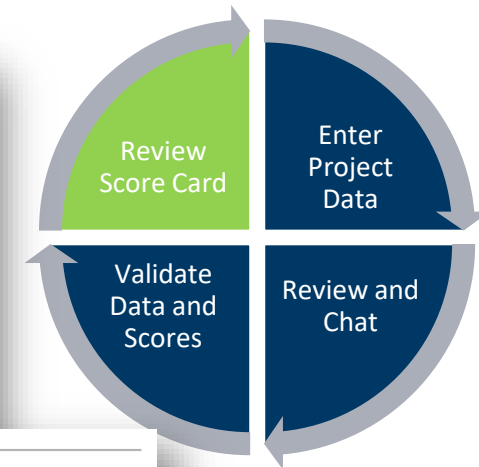 Review
Score Card
Enter
Project
Data
Validate
Data and
Scores
Review and
Chat